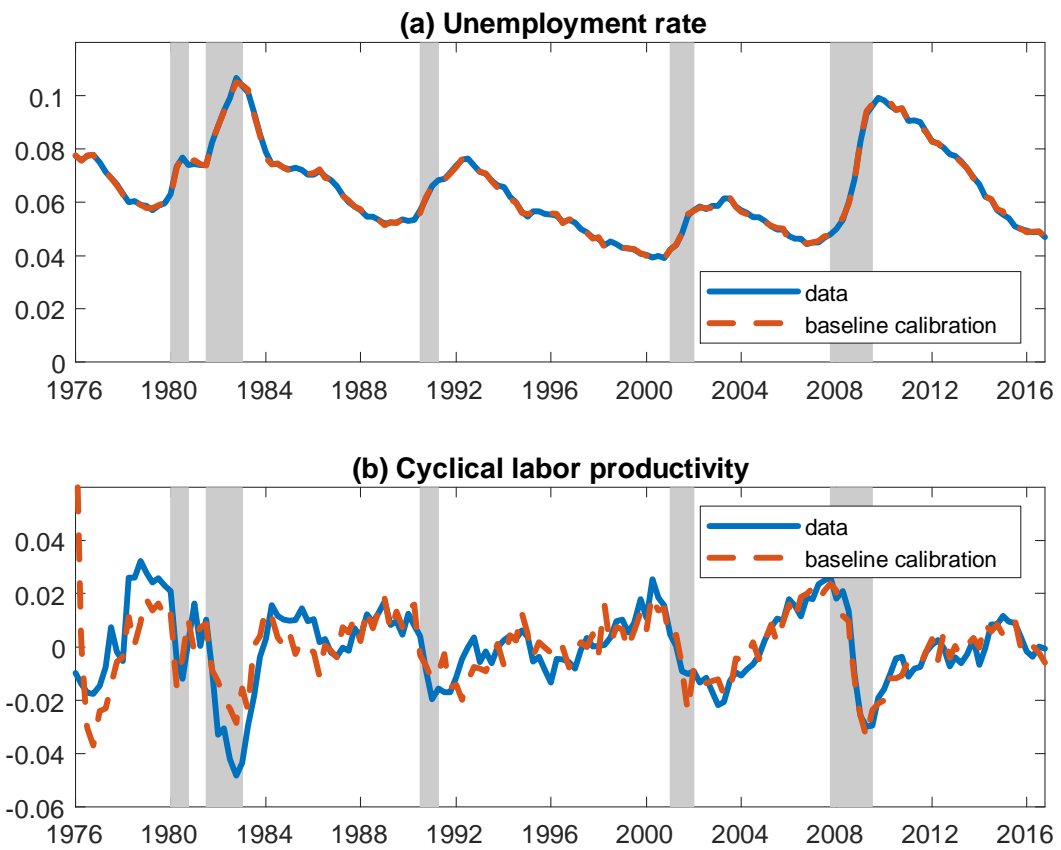 (a) Unemployment rate
0.1
0.08
0.06
0.04
0.02
0
data
baseline calibration
1976 1980 1984 1988 1992 1996 2000 2004 2008 2012 2016
(b) Cyclical labor productivity
0.04
0.02
0
-0.02
-0.04
-0.06
data
baseline calibration
1976 1980 1984 1988 1992 1996 2000 2004 2008 2012 2016